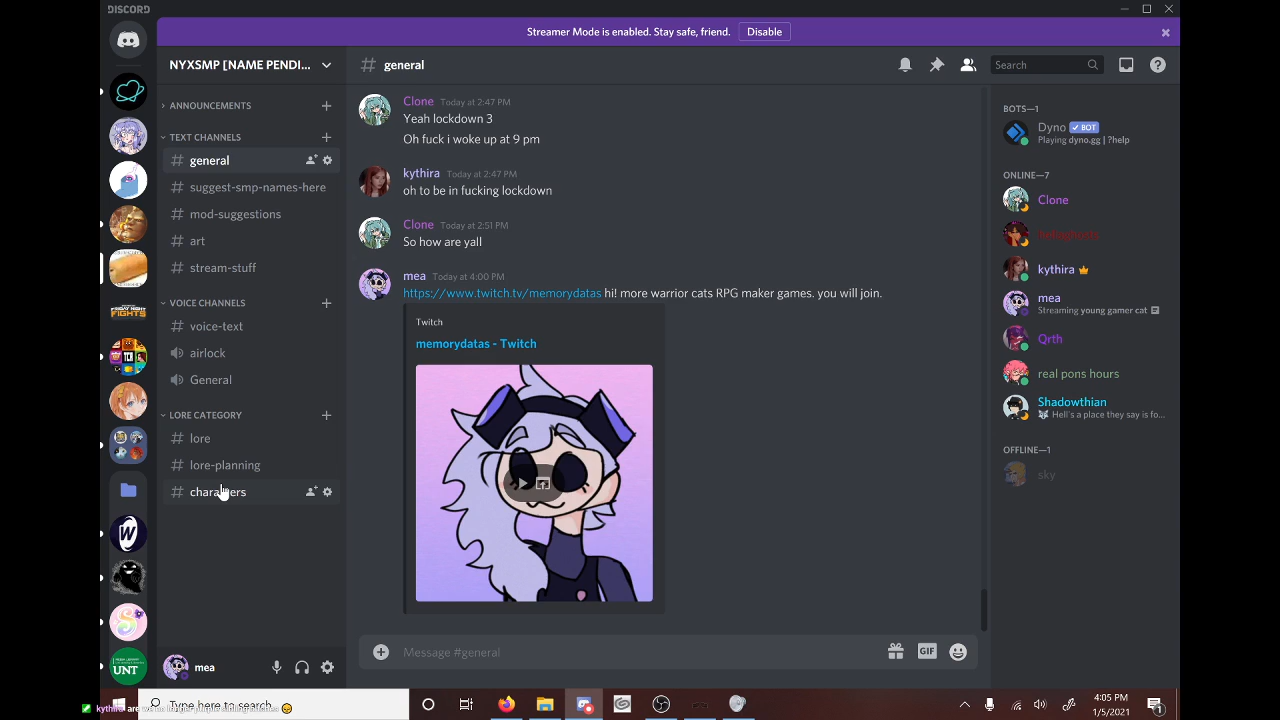 DISCORD
Streamer Mode is enabled. Stay safe, friend. Disable
NYXSMP [NAME PENDI...
general
Search
ANNOUNCEMENTS
TEXT CHANNELS
general
suggest-smp-names-here
mod-suggestions
art
stream-stuff
VOICE CHANNELS
voice-text
airlock
General
LORE CATEGORY
lore
lore-planning
characters
mea
Clone Today at 2:47 PM
Yeah lockdown 3
Oh fuck i woke up at 9 pm
kythira Today at 2:47 PM
oh to be in fucking lockdown
Clone Today at 2:51 PM
So how are yall
mea Today at 4:00 PM
https://www.twitch.tv/memorydatas hi! more warrior cats RPG maker games. you will join.
Twitch
memorydatas - Twitch
Message #general
GIF
BOTS—1
Dyno BOT
Playing dyno.gg | ?help
ONLINE—7
Clone
kythira
mea
Streaming young gamer cat
Qrth
real pons hours
Shadowthian
Hell's a place they say is fo...
OFFLINE—1
sky
W
S
UNT
Type here to search
kythira are
4:05 PM
1/5/2021
1